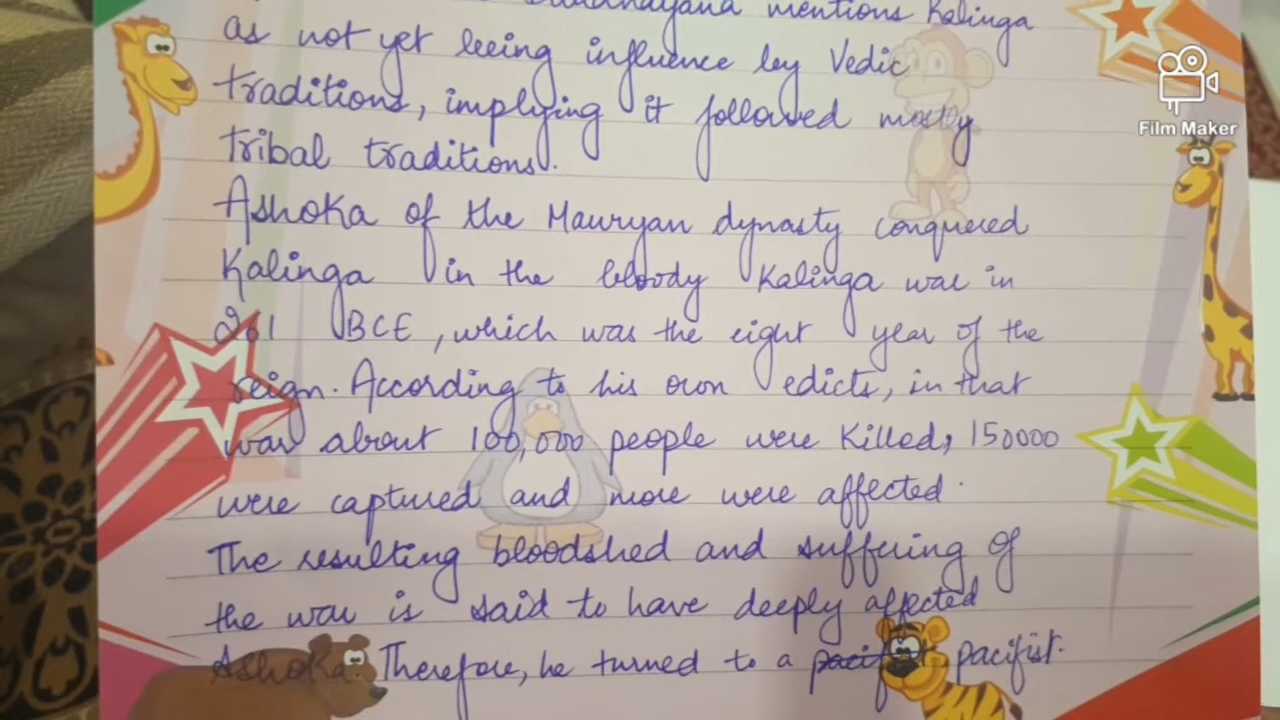 mentions Kalinga
as not yet being influence by Vedic
traditions, implying it followed mostly
tribal traditions.
Ashoka of the Mauryan dynasty conquered
Kalinga in the bloody Kalinga war in
261 BCE, which was the eight year of the
reign. According to his own edicts, in that
war about 100,000 people were killed, 150000
were captured and more were affected.
The resulting bloodshed and suffering of
the war is said to have deeply affected
Ashoka. Therefore, he turned to a pacifist.
Film Maker